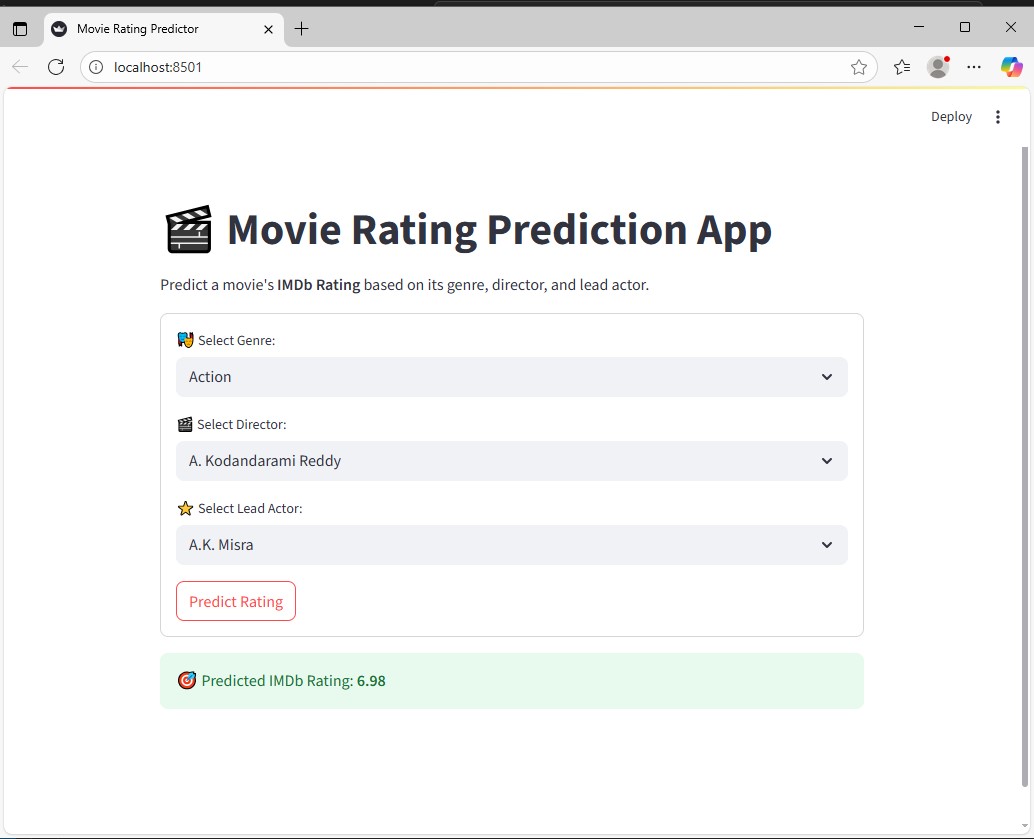 Movie Rating Predictor
localhost:8501
Deploy
Movie Rating Prediction App
Predict a movie's IMDb Rating based on its genre, director, and lead actor.
Select Genre:
Action
Select Director:
A. Kodandarami Reddy
Select Lead Actor:
A.K. Misra
Predict Rating
Predicted IMDb Rating: 6.98